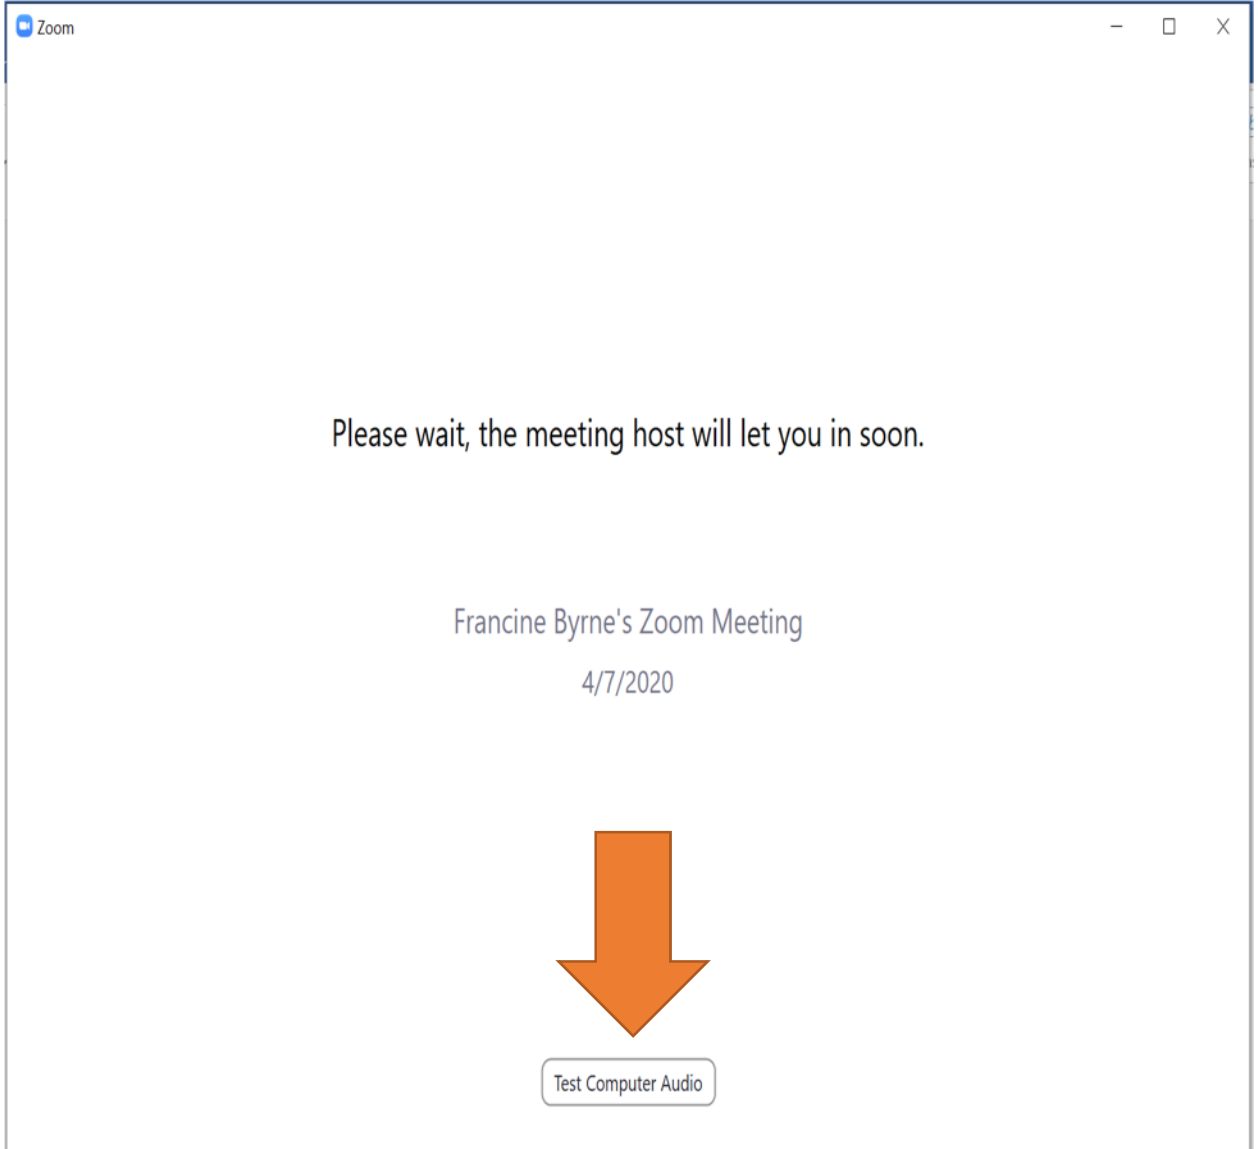 Zoom
Please wait, the meeting host will let you in soon.
Francine Byrne's Zoom Meeting
4/7/2020
Test Computer Audio